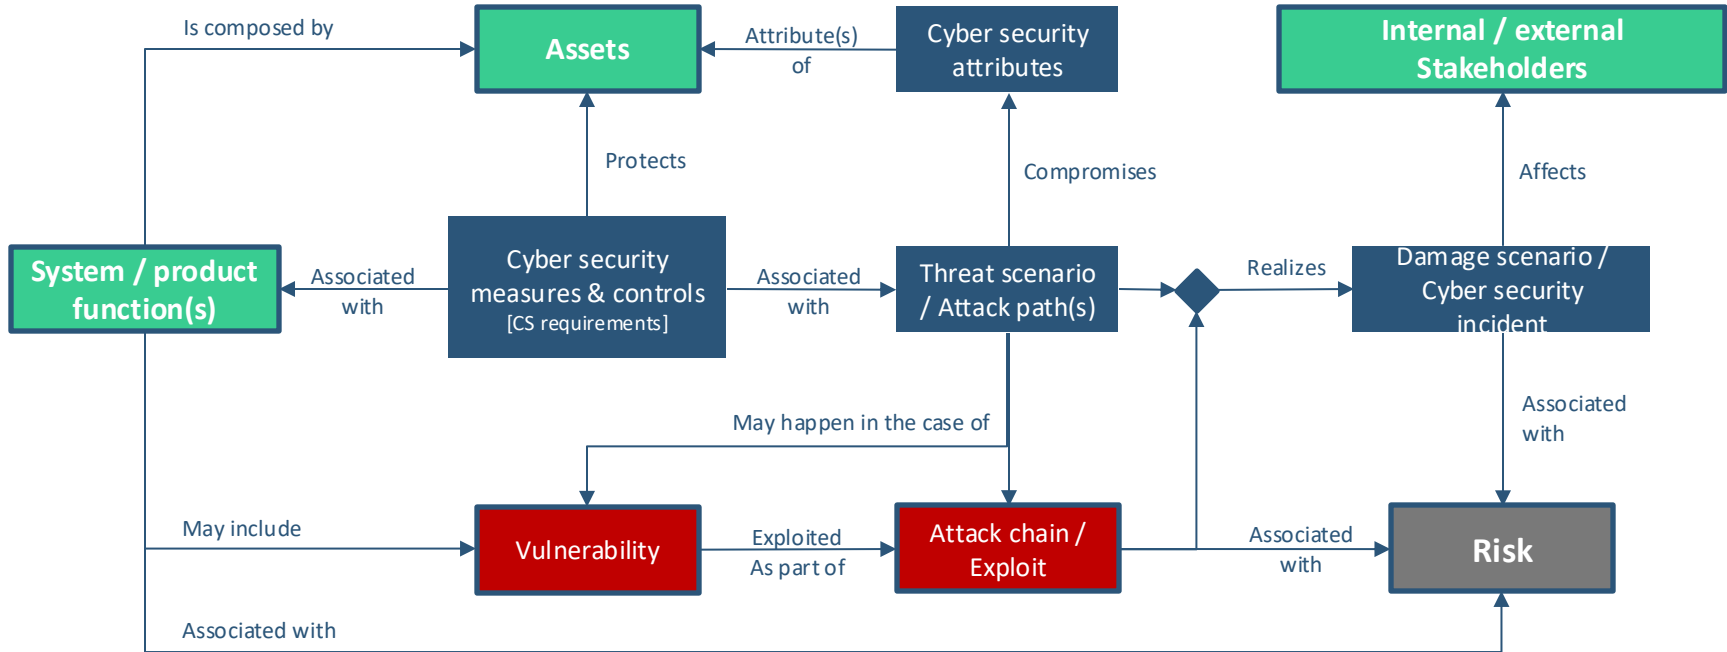 Is composed by
Assets
Attribute(s)
of
Cyber security
attributes
Internal / external
Stakeholders
Protects
Compromises
Affects
System / product
function(s)
Associated
with
Cyber security
measures & controls
[CS requirements]
Associated
with
Threat scenario
/ Attack path(s)
Realizes
Damage scenario /
Cyber security
incident
May happen in the case of
Associated
with
May include
Vulnerability
Exploited
As part of
Attack chain /
Exploit
Associated
with
Risk
Associated with